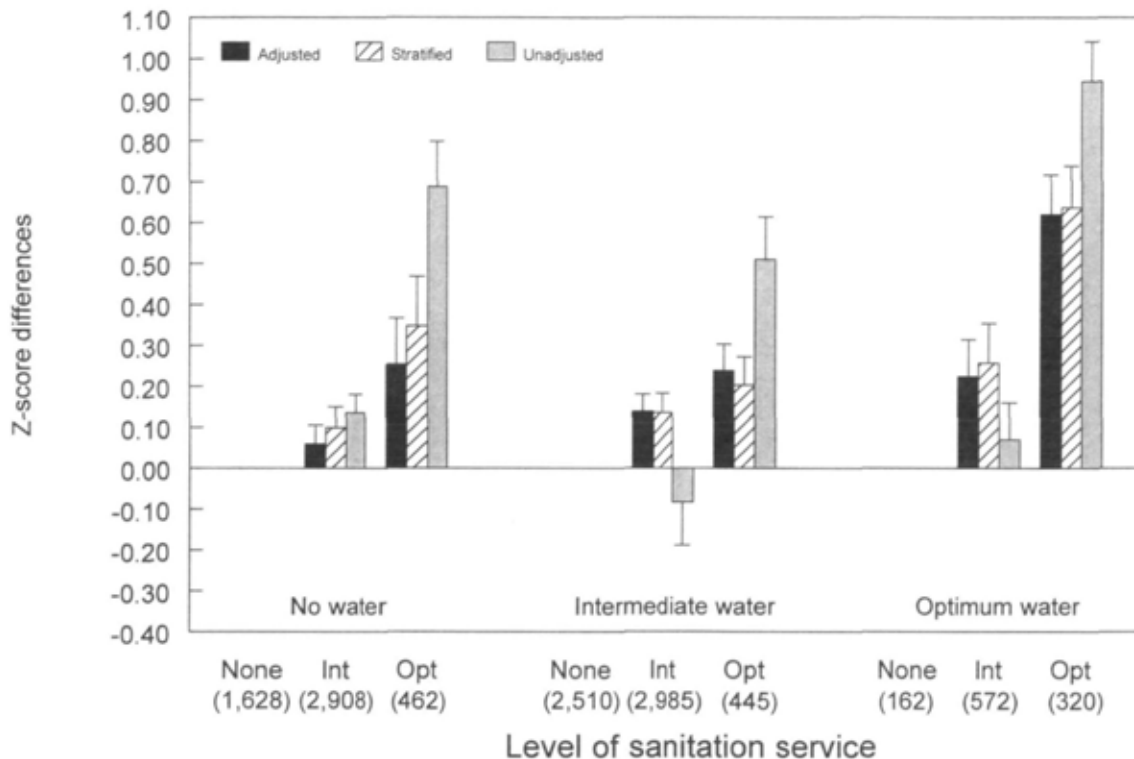 1.10
Adjusted Stratified Unadjusted
1.00
0.90
0.80
0.70
0.60
0.50
0.40
0.30
0.20
0.10
0.00
-0.10
-0.20
-0.30
-0.40
Z-score differences
No water Intermediate water Optimum water
None Int Opt None Int Opt None Int Opt
(1,628) (2,908) (462) (2,510) (2,985) (445) (162) (572) (320)
Level of sanitation service